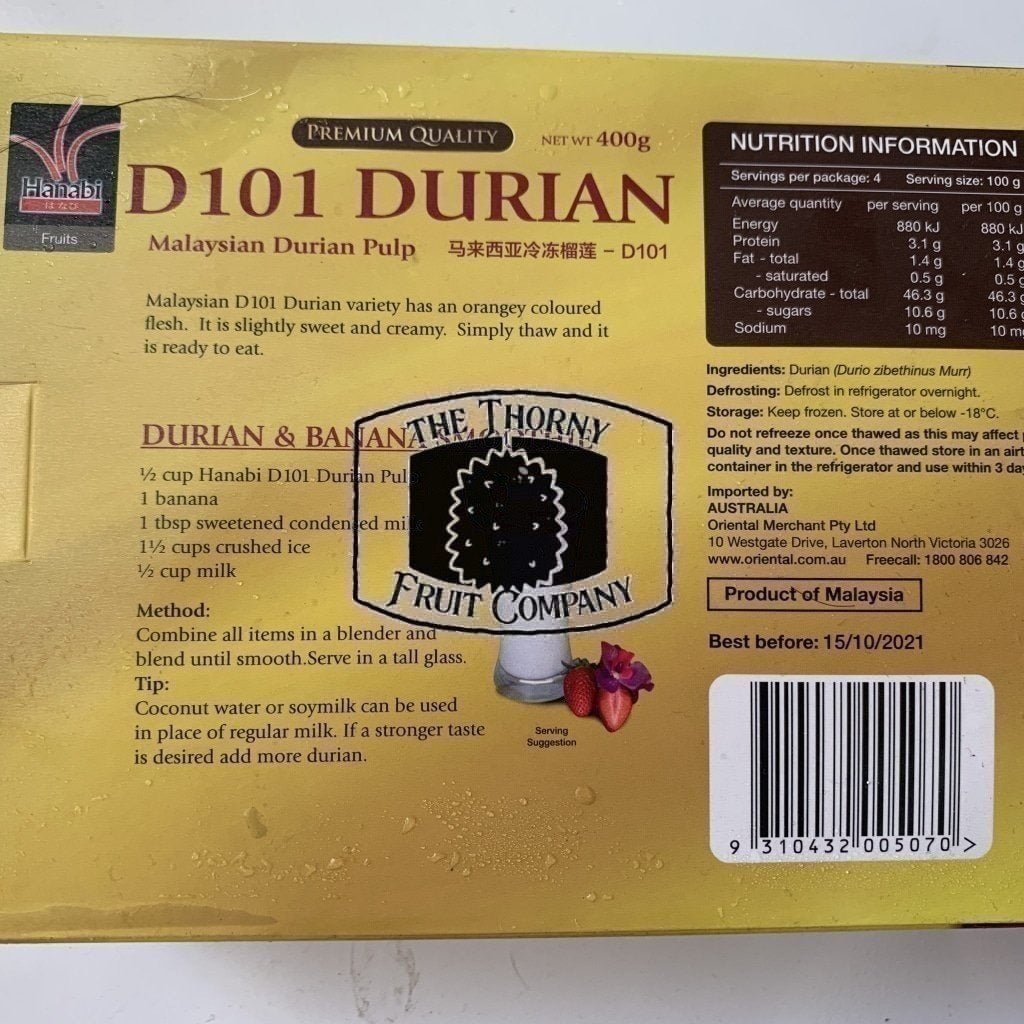 Hanabi
はなび
Fruits
PREMIUM QUALITY
NET WT 400g
D101 DURIAN
Malaysian Durian Pulp 马来西亚冷冻榴莲 – D101
Malaysian D101 Durian variety has an orangey coloured
flesh. It is slightly sweet and creamy. Simply thaw and it
is ready to eat.
DURIAN & BANANA SMOOTHIE
½ cup Hanabi D101 Durian Pulp
1 banana
1 tbsp sweetened condensed milk
1½ cups crushed ice
½ cup milk
Method:
Combine all items in a blender and
blend until smooth.Serve in a tall glass.
Tip:
Coconut water or soymilk can be used
in place of regular milk. If a stronger taste
is desired add more durian.
THE THORNY
FRUIT COMPANY
Serving
Suggestion
NUTRITION INFORMATION
Servings per package: 4 Serving size: 100 g
Average quantity per serving per 100 g
Energy 880 kJ 880 kJ
Protein 3.1 g 3.1 g
Fat - total 1.4 g 1.4 g
- saturated 0.5 g 0.5 g
Carbohydrate - total 46.3 g 46.3 g
- sugars 10.6 g 10.6 g
Sodium 10 mg 10 mg
Ingredients: Durian (Durio zibethinus Murr)
Defrosting: Defrost in refrigerator overnight.
Storage: Keep frozen. Store at or below -18°C.
Do not refreeze once thawed as this may affect
quality and texture. Once thawed store in an
container in the refrigerator and use within 3
Imported by:
AUSTRALIA
Oriental Merchant Pty Ltd
10 Westgate Drive, Laverton North Victoria 3026
www.oriental.com.au Freecall: 1800 806 842
Product of Malaysia
Best before: 15/10/2021
9 310432 005070 >